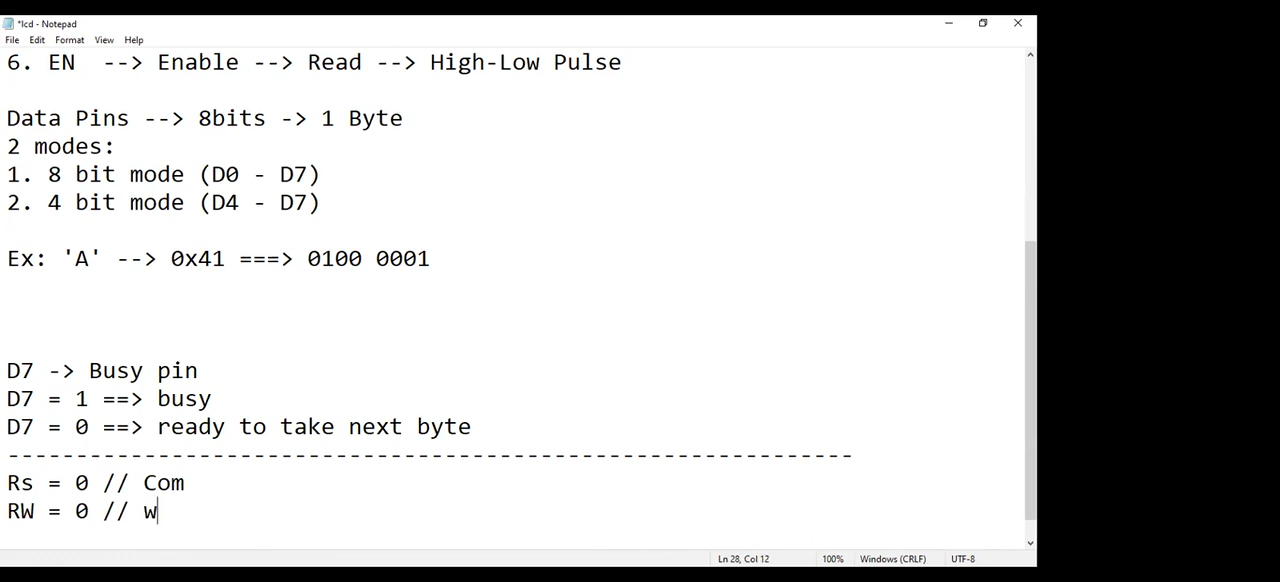 *lcd - Notepad
File Edit Format View Help
6. EN --> Enable --> Read --> High-Low Pulse
Data Pins --> 8bits -> 1 Byte
2 modes:
1. 8 bit mode (D0 - D7)
2. 4 bit mode (D4 - D7)
Ex: 'A' --> 0x41 ===> 0100 0001
D7 -> Busy pin
D7 = 1 ==> busy
D7 = 0 ==> ready to take next byte
--------------------------------------------------------------
Rs = 0 // Com
RW = 0 // w
Ln 28, Col 12 100% Windows (CRLF) UTF-8